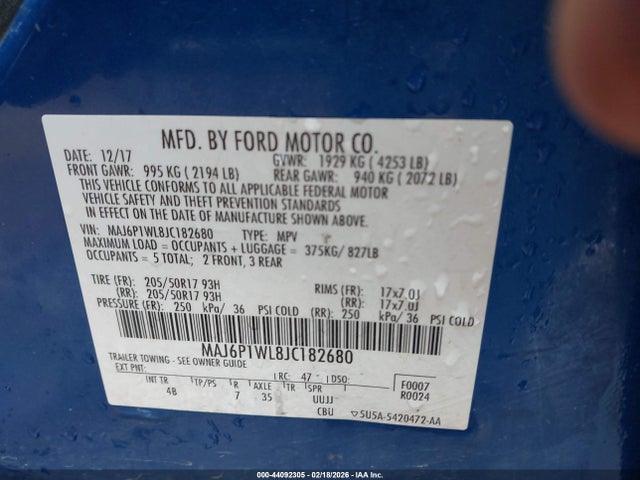 MFD. BY FORD MOTOR CO.
DATE: 12/17 GVWR: 1929 KG ( 4253 LB)
FRONT GAWR: 995 KG ( 2194 LB) REAR GAWR: 940 KG ( 2072 LB)
THIS VEHICLE CONFORMS TO ALL APPLICABLE FEDERAL MOTOR
VEHICLE SAFETY AND THEFT PREVENTION STANDARDS
IN EFFECT ON THE DATE OF MANUFACTURE SHOWN ABOVE.
VIN: MAJ6P1WL8JC182680 TYPE: MPV
MAXIMUM LOAD = OCCUPANTS + LUGGAGE = 375KG/ 827LB
OCCUPANTS = 5 TOTAL; 2 FRONT, 3 REAR
TIRE (FR): 205/50R17 93H RIMS (FR): 17x7.0J
(RR): 205/50R17 93H (RR): 17x7.0J
PRESSURE (FR): 250 kPa/ 36 PSI COLD (RR): 250 kPa/ 36 PSI COLD
MAJ6P1WL8JC182680
TRAILER TOWING - SEE OWNER GUIDE
EXT PNT: RC: 47 DSO: F0007
INT TR TP/PS R AXLE TR SPR R0024
4B 7 35 UUJJ
CBU 5U5A-5420472-AA
000-44092305 - 02/18/2026 - IAA Inc.